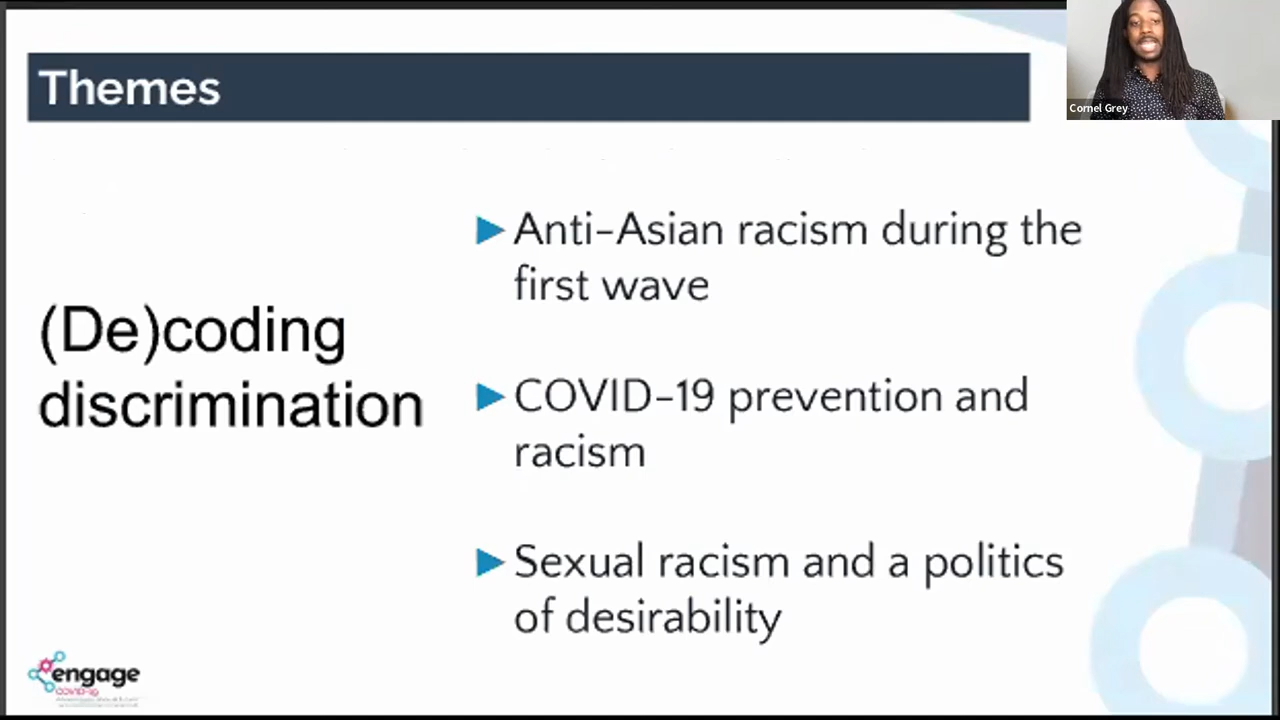 Themes
Cornel Grey
(De)coding
discrimination
Anti-Asian racism during the
first wave
COVID-19 prevention and
racism
Sexual racism and a politics
of desirability
engage
COVID-19